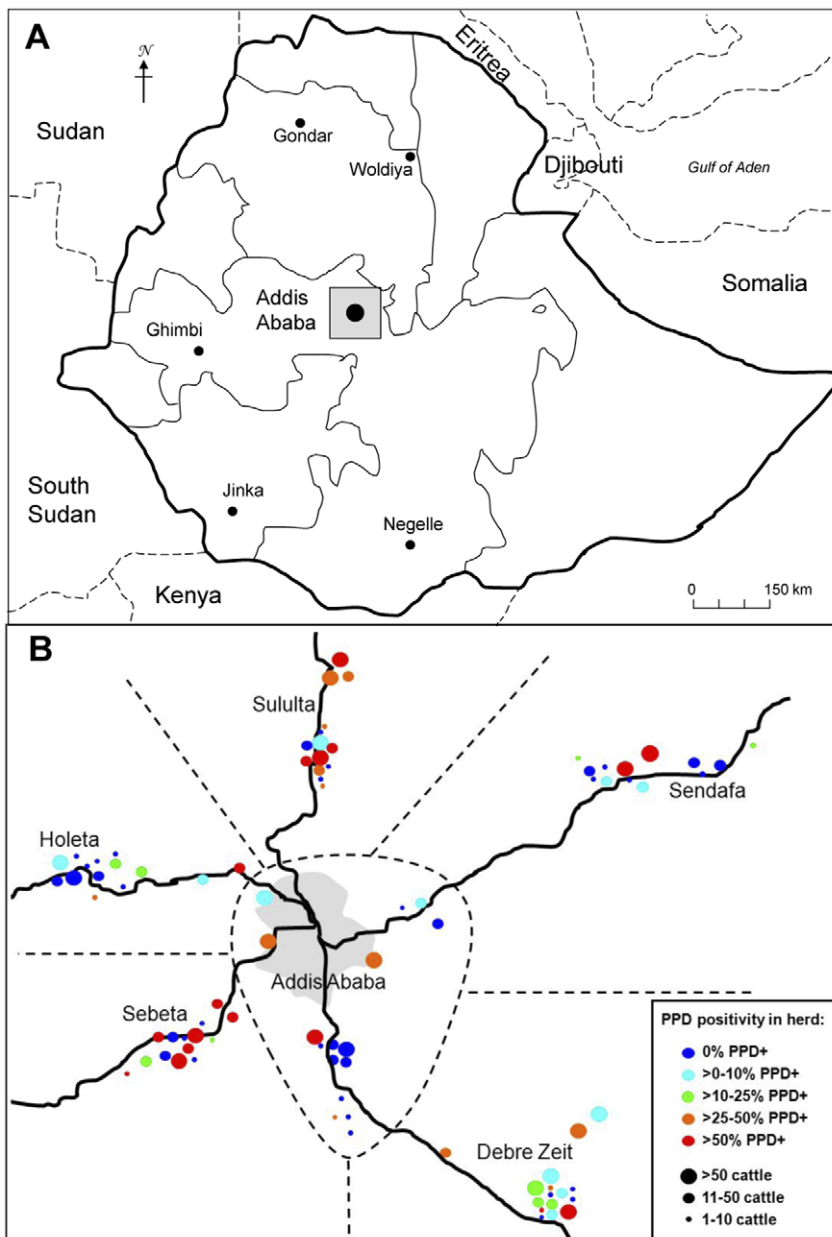 A
N
Eritrea
Sudan
Gondar
Woldiya
Djibouti
Gulf of Aden
Somalia
Addis
Ababa
Ghimbi
South
Sudan
Jinka
Negelle
Kenya
0 150 km
B
Sululta
Sendafa
Holeta
Addis Ababa
Sebeta
Debre Zeit
PPD positivity in herd:
0% PPD+
>0-10% PPD+
>10-25% PPD+
>25-50% PPD+
>50% PPD+
>50 cattle
11-50 cattle
1-10 cattle